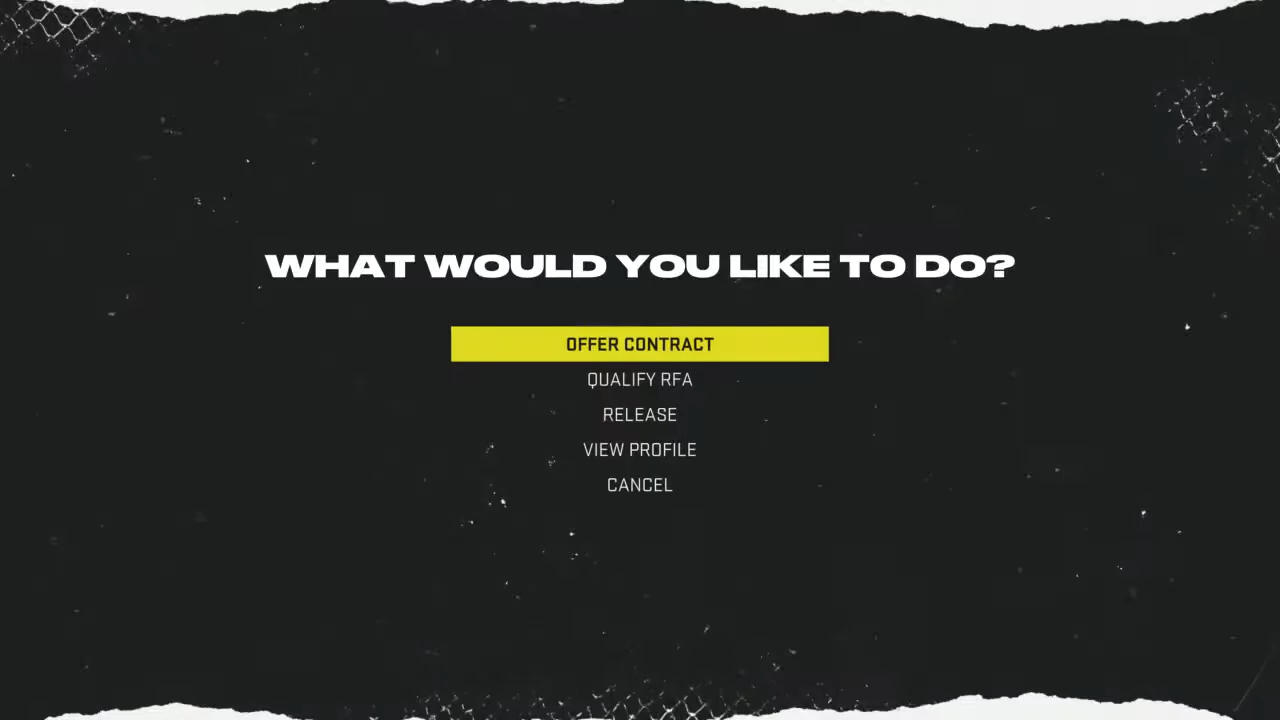 WHAT WOULD YOU LIKE TO DO?
OFFER CONTRACT
QUALIFY RFA
RELEASE
VIEW PROFILE
CANCEL